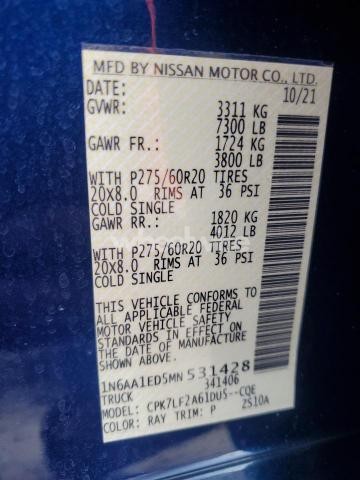 MFD BY NISSAN MOTOR CO., LTD.
DATE: 10/21
GVWR: 3311 KG
7300 LB
GAWR FR.: 1724 KG
3800 LB
WITH P275/60R20 TIRES
20X8.0 RIMS AT 36 PSI
COLD SINGLE
GAWR RR.: 1820 KG
4012 LB
WITH P275/60R20 TIRES
20X8.0 RIMS AT 36 PSI
COLD SINGLE
THIS VEHICLE CONFORMS TO
ALL APPLICABLE FEDERAL
MOTOR VEHICLE SAFETY
STANDARDS IN EFFECT ON
THE DATE OF MANUFACTURE
SHOWN ABOVE.
1N6AA1ED5MN531428
TRUCK 341406
MODEL: CPK7LF2A61DU5--CQE
COLOR: RAY TRIM: P 2S10A